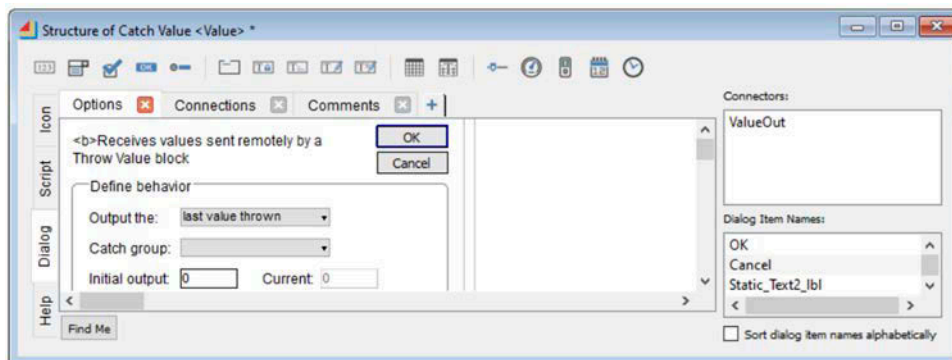 Structure of Catch Value <Value> *
Options
Connections
Comments
+
Icon
Script
Dialog
Help
<b>Receives values sent remotely by a
Throw Value block
OK
Cancel
Define behavior
Output the: last value thrown
Catch group:
Initial output: 0 Current: 0
Find Me
Connectors:
ValueOut
Dialog Item Names:
OK
Cancel
Static_Text2_lbl
Sort dialog item names alphabetically